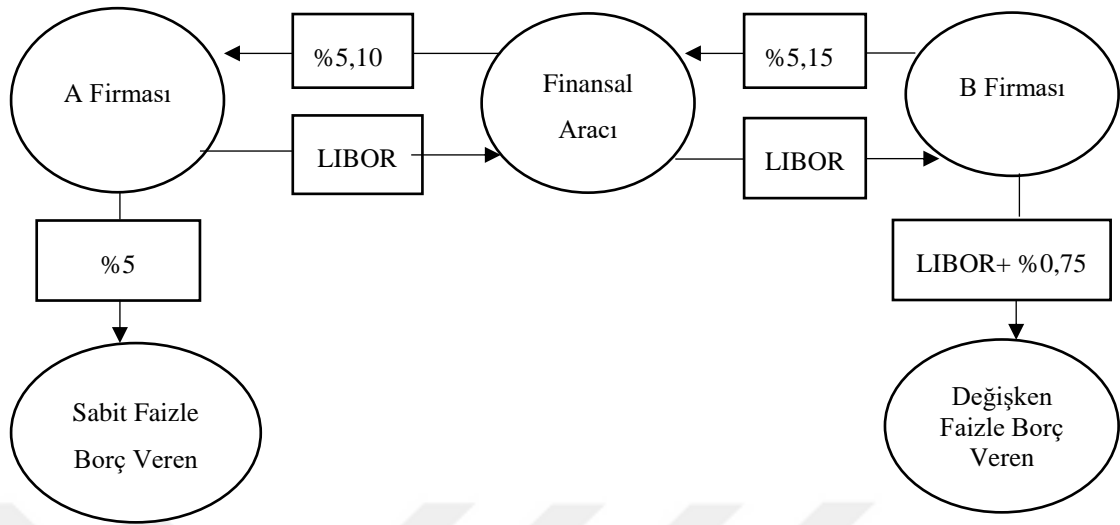 %5,10
%5,15
A Firması
Finansal
Aracı
B Firması
LIBOR
LIBOR
%5
LIBOR+ %0,75
Sabit Faizle
Borç Veren
Değişken
Faizle Borç
Veren